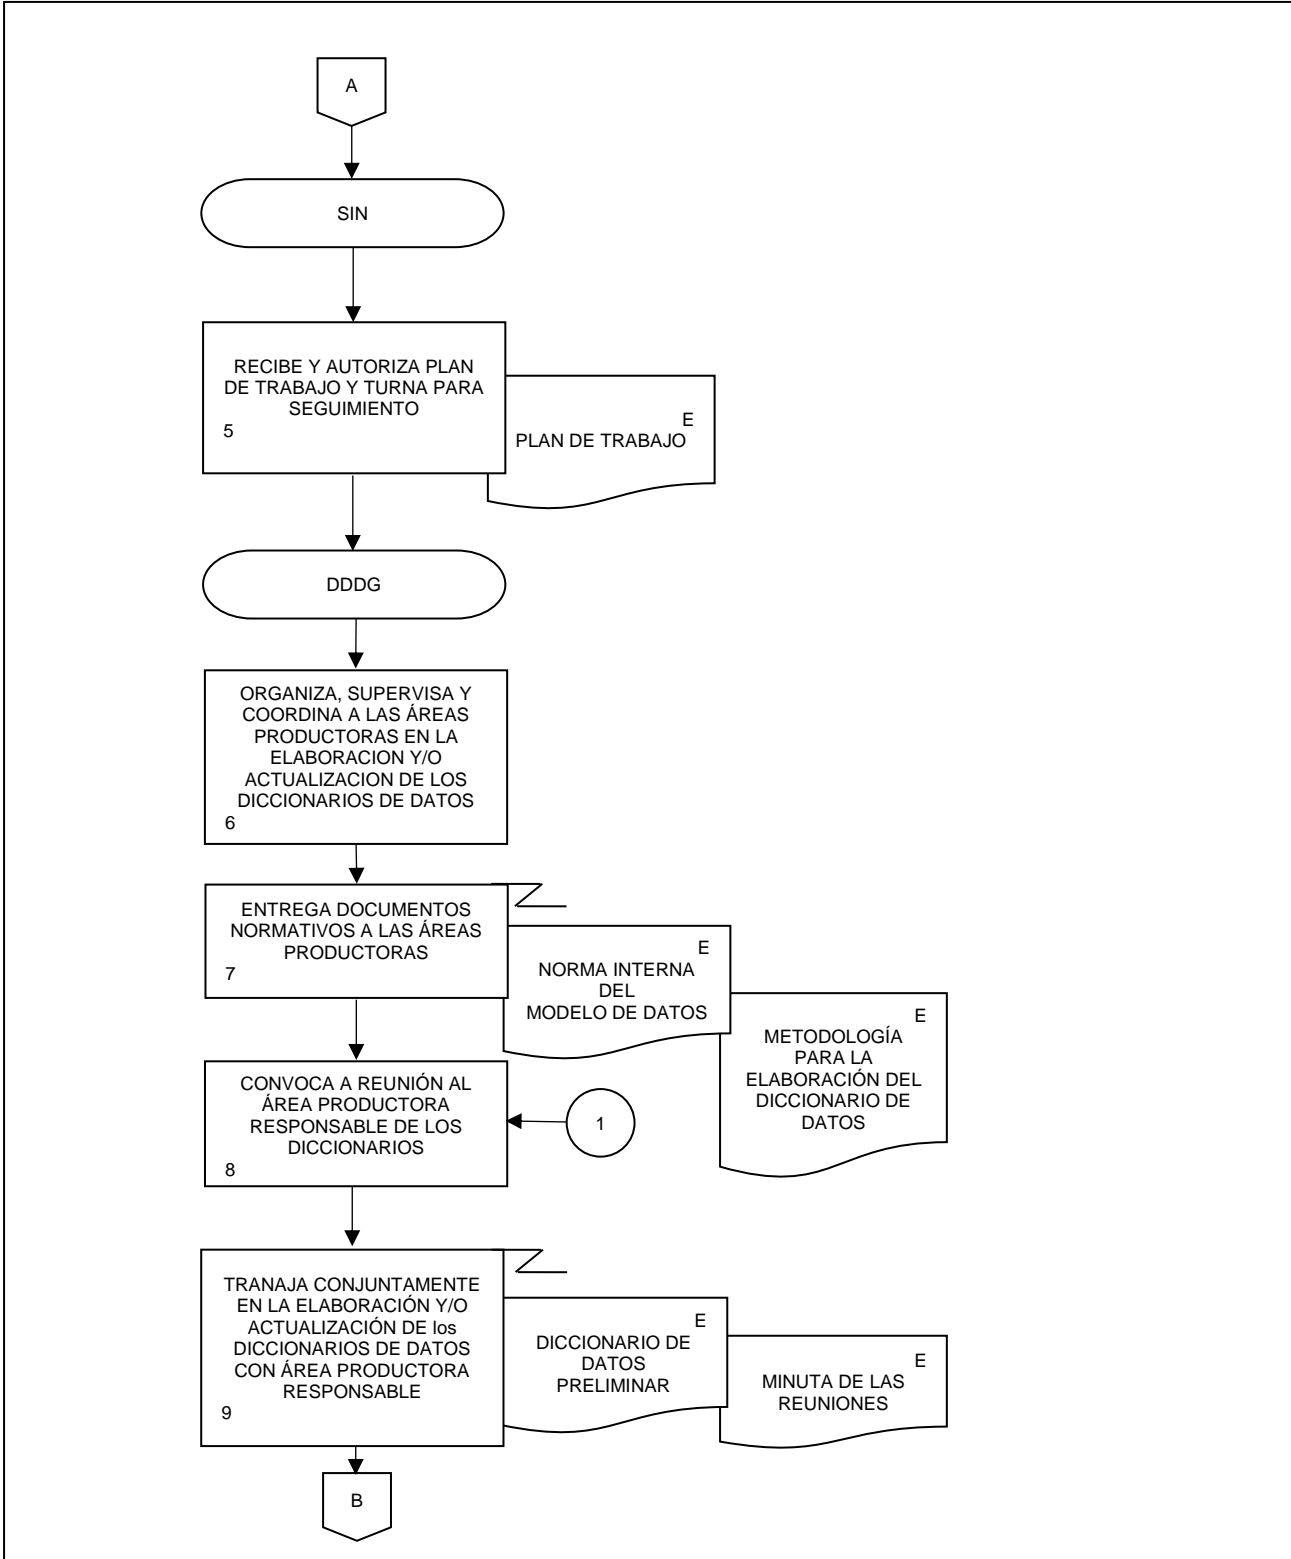 A
SIN
RECIBE Y AUTORIZA PLAN
DE TRABAJO Y TURNA PARA
SEGUIMIENTO
5
E
PLAN DE TRABAJO
DDDG
ORGANIZA, SUPERVISA Y
COORDINA A LAS ÁREAS
PRODUCTORAS EN LA
ELABORACION Y/O
ACTUALIZACION DE LOS
DICCIONARIOS DE DATOS
6
ENTREGA DOCUMENTOS
NORMATIVOS A LAS ÁREAS
PRODUCTORAS
7
E
NORMA INTERNA
DEL
MODELO DE DATOS
E
METODOLOGÍA
PARA LA
ELABORACIÓN DEL
DICCIONARIO DE
DATOS
CONVOCA A REUNIÓN AL
ÁREA PRODUCTORA
RESPONSABLE DE LOS
DICCIONARIOS
8
1
TRANAJA CONJUNTAMENTE
EN LA ELABORACIÓN Y/O
ACTUALIZACIÓN DE los
DICCIONARIOS DE DATOS
CON ÁREA PRODUCTORA
RESPONSABLE
9
E
DICCIONARIO DE
DATOS
PRELIMINAR
E
MINUTA DE LAS
REUNIONES
B